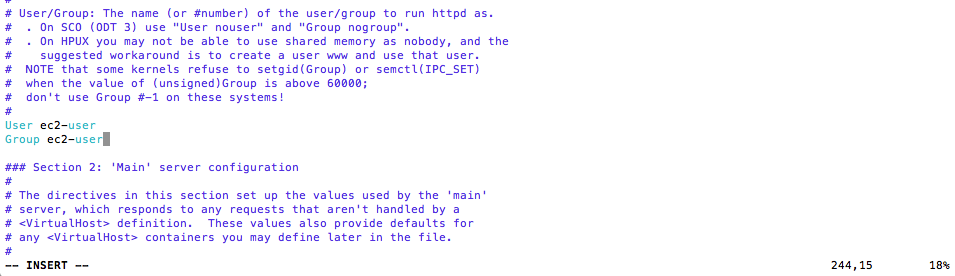 #
# User/Group: The name (or #number) of the user/group to run httpd as.
#  . On SCO (ODT 3) use "User nouser" and "Group nogroup".
#  . On HPUX you may not be able to use shared memory as nobody, and the
#    suggested workaround is to create a user www and use that user.
#  NOTE that some kernels refuse to setgid(Group) or semctl(IPC_SET)
#  when the value of (unsigned)Group is above 60000;
#  don't use Group #-1 on these systems!
#
User ec2-user
Group ec2-user

### Section 2: 'Main' server configuration
#
# The directives in this section set up the values used by the 'main'
# server, which responds to any requests that aren't handled by a
# <VirtualHost> definition.  These values also provide defaults for
# any <VirtualHost> containers you may define later in the file.
#
-- INSERT --    244,15    18%